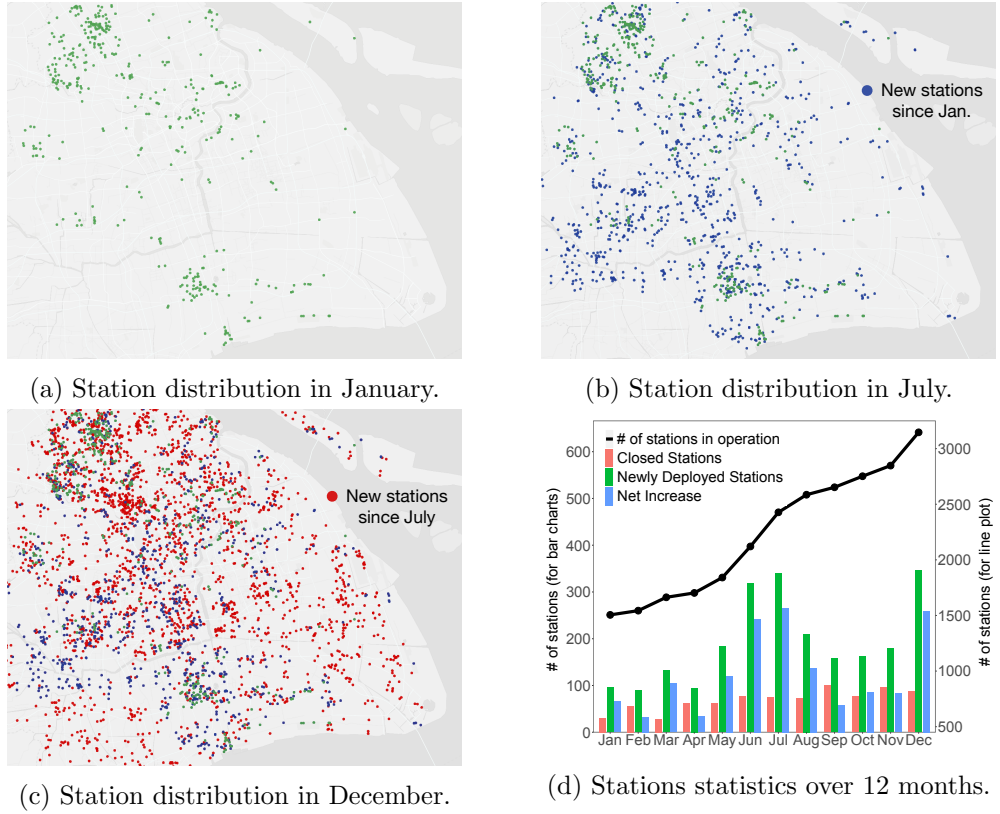 New stations
since Jan.
(a) Station distribution in January.
(b) Station distribution in July.
New stations
since July
(c) Station distribution in December.
# of stations in operation
Closed Stations
Newly Deployed Stations
Net Increase
# of stations (for bar charts)
600
500
400
300
200
100
0
# of stations (for line plot)
3000
2500
2000
1500
1000
500
Jan Feb Mar Apr May Jun Jul Aug Sep Oct Nov Dec
(d) Stations statistics over 12 months.